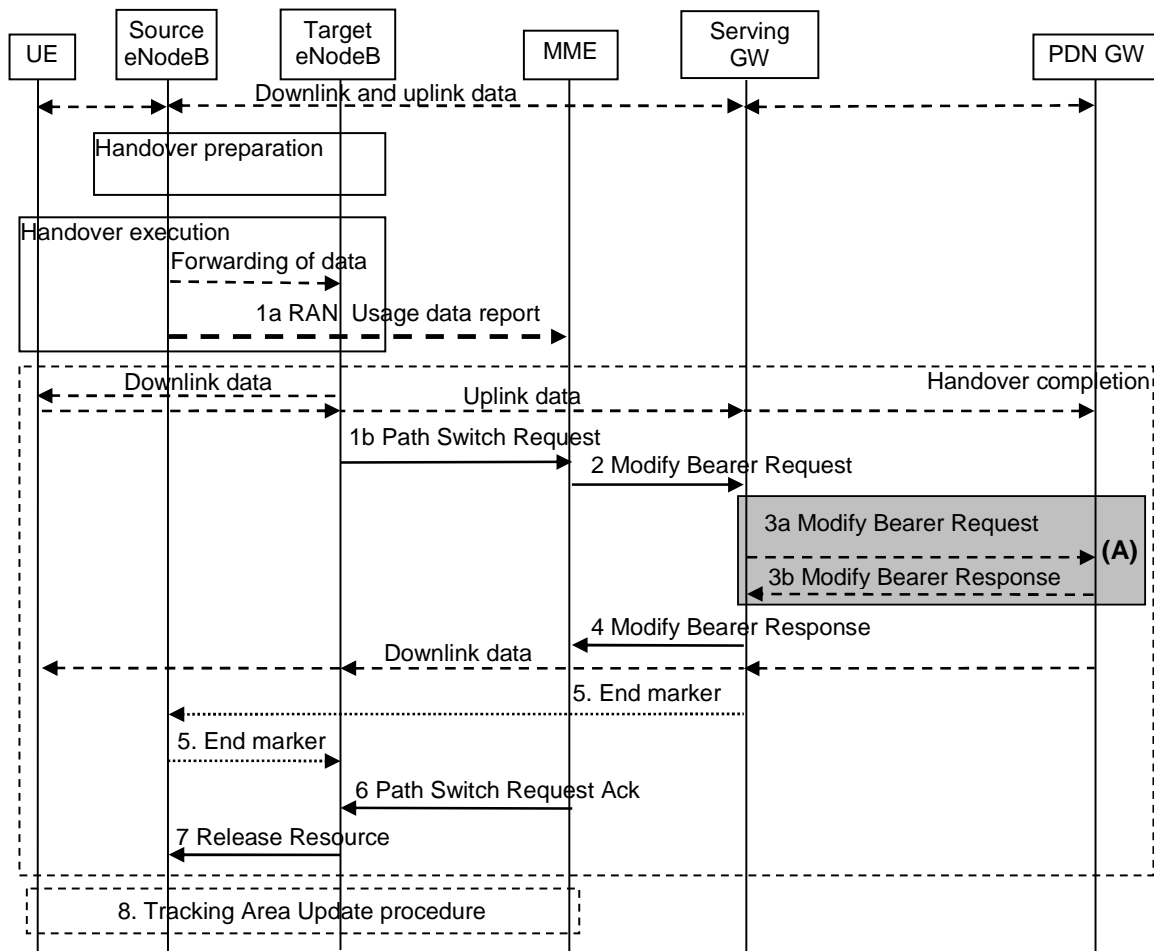 UE
Source
eNodeB
Target
eNodeB
MME
Serving
GW
PDN GW
Downlink and uplink data
Handover preparation
Handover execution
Forwarding of data
1a RAN Usage data report
Downlink data
Handover completion
Uplink data
1b Path Switch Request
2 Modify Bearer Request
3a Modify Bearer Request
(A)
3b Modify Bearer Response
4 Modify Bearer Response
Downlink data
5. End marker
5. End marker
6 Path Switch Request Ack
7 Release Resource
8. Tracking Area Update procedure